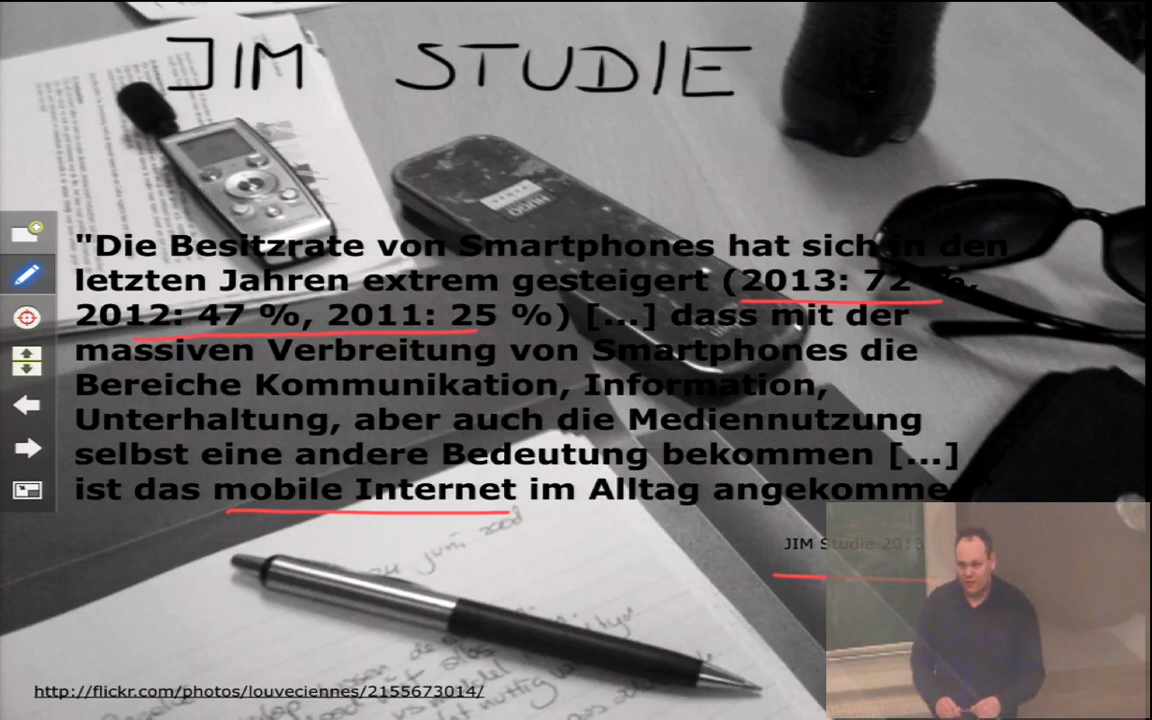 JIM STUDIE
"Die Besitzrate von Smartphones hat sich in den
letzten Jahren extrem gesteigert (2013: 72 %,
2012: 47 %, 2011: 25 %) [...] dass mit der
massiven Verbreitung von Smartphones die
Bereiche Kommunikation, Information,
Unterhaltung, aber auch die Mediennutzung
selbst eine andere Bedeutung bekommen [...]
ist das mobile Internet im Alltag angekommen"
JIM Studie 2013
juni 2008
http://flickr.com/photos/louveciennes/2155673014/